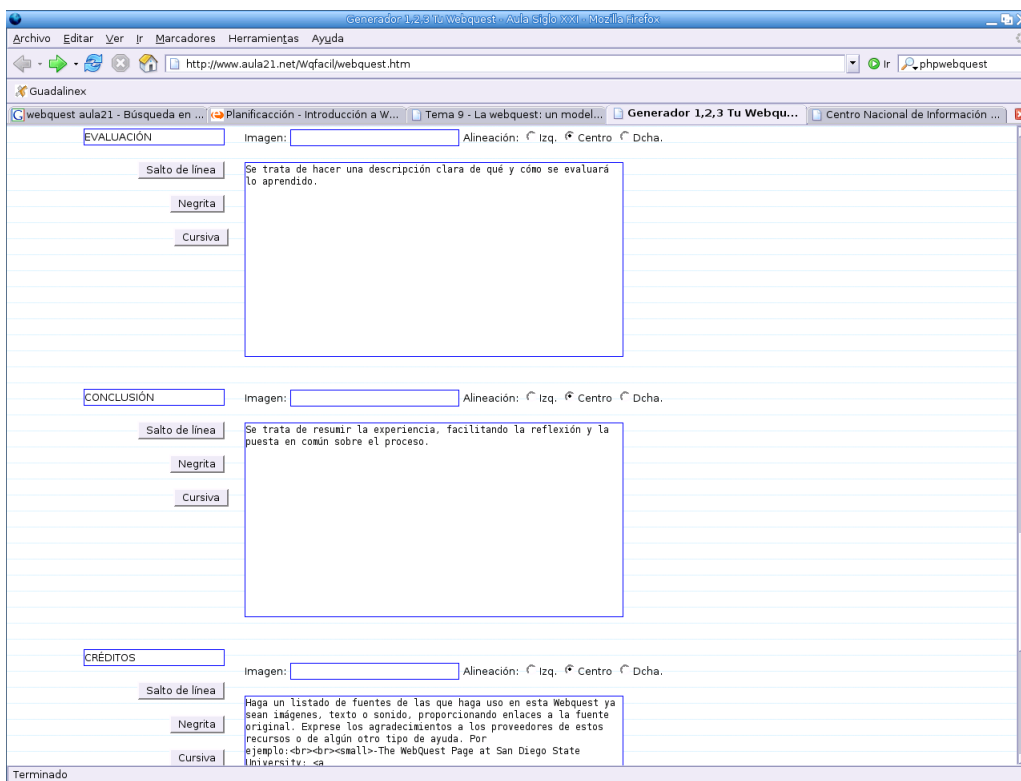 Generador 1,2,3 Tu Webquest - Aula Siglo XXI - Mozilla Firefox
Archivo Editar Ver Ir Marcadores Herramientas Ayuda
http://www.aula21.net/Wqfacil/webquest.htm Ir phpwebquest
Guadalinex
webquest aula21 - Búsqueda en ... Planificacción - Introducción a W... Tema 9 - La webquest: un model... Generador 1,2,3 Tu Webqu... Centro Nacional de Información ...
EVALUACIÓN Imagen: Alineación: Izq. Centro Dcha.
Salto de línea
Negrita
Cursiva
Se trata de hacer una descripción clara de qué y cómo se evaluará
lo aprendido.
CONCLUSIÓN Imagen: Alineación: Izq. Centro Dcha.
Salto de línea
Negrita
Cursiva
Se trata de resumir la experiencia, facilitando la reflexión y la
puesta en común sobre el proceso.
CRÉDITOS
Imagen: Alineación: Izq. Centro Dcha.
Salto de línea
Negrita
Cursiva
Haga un listado de fuentes de las que haga uso en esta Webquest ya
sean imágenes, texto o sonido, proporcionando enlaces a la fuente
original. Exprese los agradecimientos a los proveedores de estos
recursos o de algún otro tipo de ayuda. Por
ejemplo:<br><br><small>-The WebQuest Page at San Diego State
University: <a
Terminado